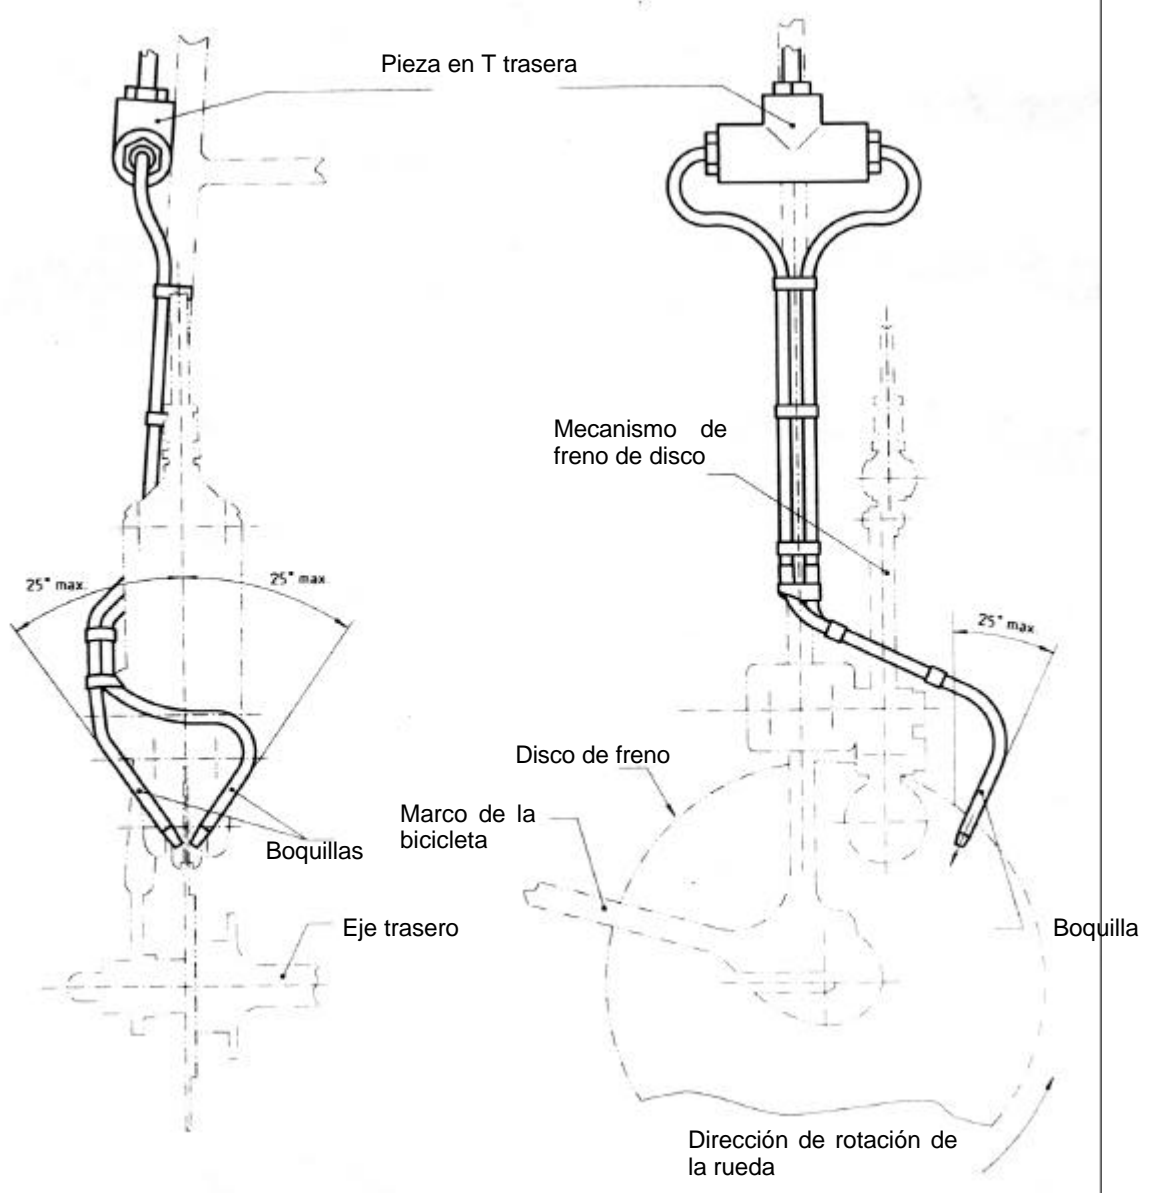 Pieza en T trasera
Mecanismo de
freno de disco
25° max.
25° max
25° max
Disco de freno
Marco de la
bicicleta
Boquillas
Eje trasero
Boquilla
Dirección de rotación de
la rueda